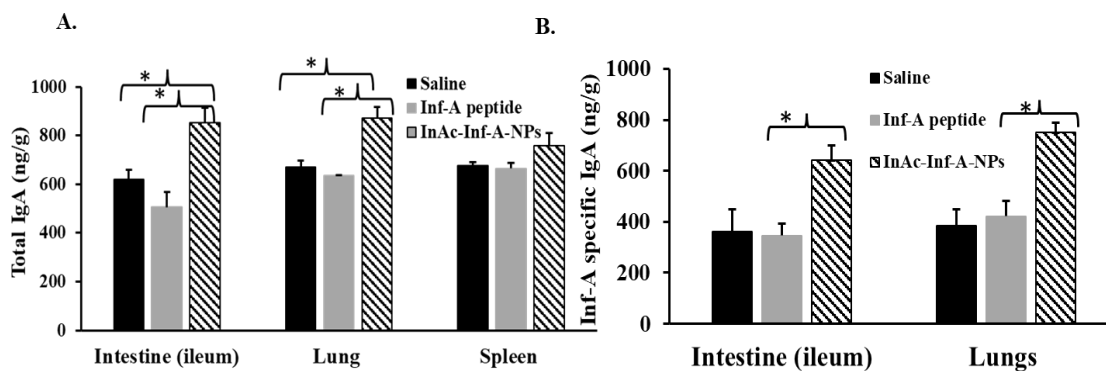 A.
Total IgA (ng/g)
1000
800
600
400
200
0
* * * *
Saline
Inf-A peptide
InAc-Inf-A-NPs
Intestine (ileum) Lung Spleen
B.
Inf-A specific IgA (ng/g)
1000
800
600
400
200
0
* *
Saline
Inf-A peptide
InAc-Inf-A-NPs
Intestine (ileum) Lungs